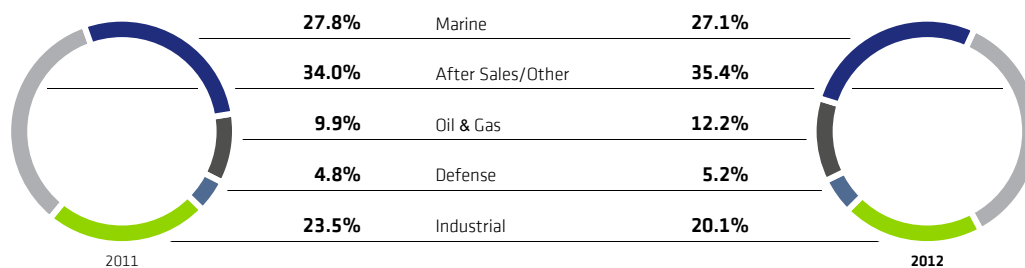 27.8% Marine 27.1%
34.0% After Sales/Other 35.4%
9.9% Oil & Gas 12.2%
4.8% Defense 5.2%
23.5% Industrial 20.1%
2011 2012